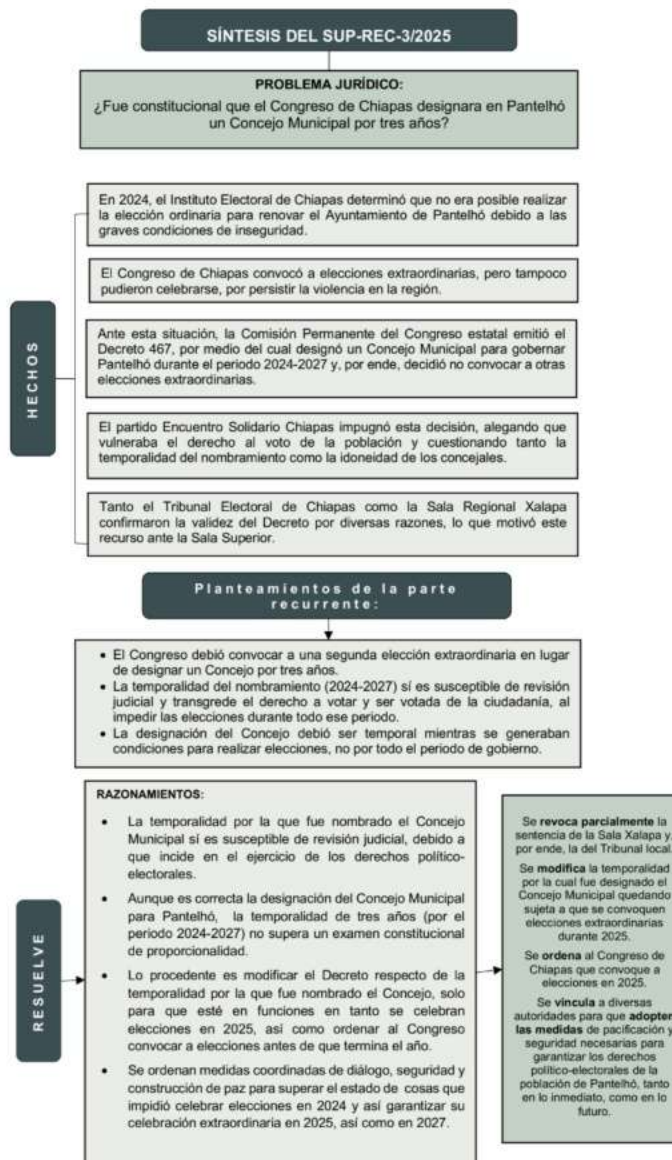 SÍNTESIS DEL SUP-REC-3/2025
PROBLEMA JURÍDICO:
¿Fue constitucional que el Congreso de Chiapas designara en Pantelhó
un Concejo Municipal por tres años?
HECHOS
En 2024, el Instituto Electoral de Chiapas determinó que no era posible realizar
la elección ordinaria para renovar el Ayuntamiento de Pantelhó debido a las
graves condiciones de inseguridad.
El Congreso de Chiapas convocó a elecciones extraordinarias, pero tampoco
pudieron celebrarse, por persistir la violencia en la región.
Ante esta situación, la Comisión Permanente del Congreso estatal emitió el
Decreto 467, por medio del cual designó un Concejo Municipal para gobernar
Pantelhó durante el periodo 2024-2027 y, por ende, decidió no convocar a otras
elecciones extraordinarias.
El partido Encuentro Solidario Chiapas impugnó esta decisión, alegando que
vulneraba el derecho al voto de la población y cuestionando tanto la
temporalidad del nombramiento como la idoneidad de los concejales.
Tanto el Tribunal Electoral de Chiapas como la Sala Regional Xalapa
confirmaron la validez del Decreto por diversas razones, lo que motivó este
recurso ante la Sala Superior.
Planteamientos de la parte
recurrente:
• El Congreso debió convocar a una segunda elección extraordinaria en lugar
de designar un Concejo por tres años.
• La temporalidad del nombramiento (2024-2027) sí es susceptible de revisión
judicial y transgrede el derecho a votar y ser votada de la ciudadanía, al
impedir las elecciones durante todo ese periodo.
• La designación del Concejo debió ser temporal mientras se generaban
condiciones para realizar elecciones, no por todo el periodo de gobierno.
RESUELVE
RAZONAMIENTOS:
• La temporalidad por la que fue nombrado el Concejo
Municipal sí es susceptible de revisión judicial, debido
a que incide en el ejercicio de los derechos político-
electorales.
• Aunque es correcta la designación del Concejo Municipal
para Pantelhó, la temporalidad de tres años (por el
periodo 2024-2027) no supera un examen constitucional
de proporcionalidad.
• Lo procedente es modificar el Decreto respecto de la
temporalidad por la que fue nombrado el Concejo, solo
para que esté en funciones en tanto se celebran
elecciones en 2025, así como ordenar al Congreso
convocar a elecciones antes de que termina el año.
• Se ordenan medidas coordinadas de diálogo, seguridad y
construcción de paz para superar el estado de cosas que
impidió celebrar elecciones en 2024 y así garantizar su
celebración extraordinaria en 2025, así como en 2027.
Se revoca parcialmente la
sentencia de la Sala Xalapa y,
por ende, la del Tribunal local.
Se modifica la temporalidad
por la cual fue designado el
Concejo Municipal quedando
sujeta a que se convoquen
elecciones extraordinarias
durante 2025.
Se ordena al Congreso de
Chiapas que convoque a
elecciones en 2025.
Se vincula a diversas
autoridades para que adopten
las medidas de pacificación y
seguridad necesarias para
garantizar los derechos
político-electorales de la
población de Pantelhó, tanto
en lo inmediato, como en lo
futuro.